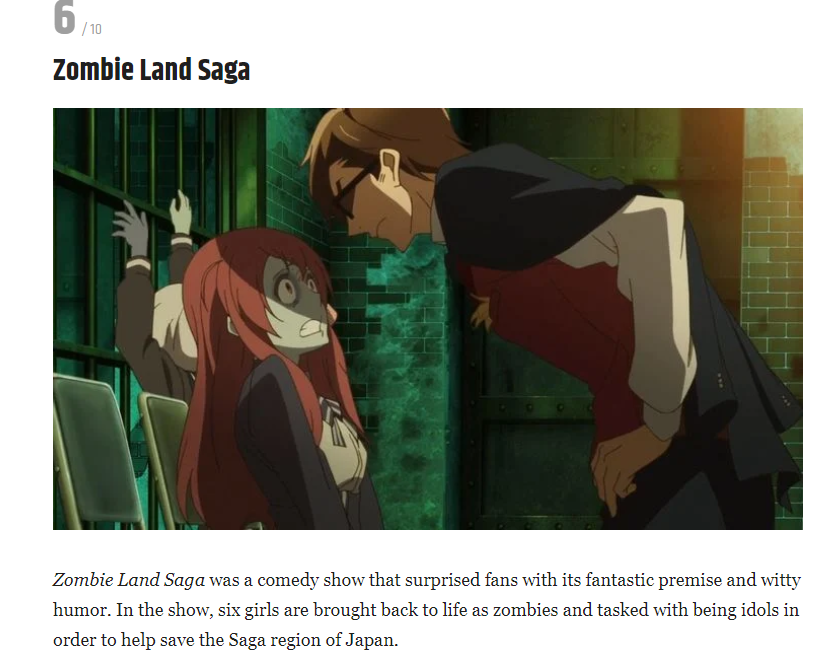 6 / 10
Zombie Land Saga
Zombie Land Saga was a comedy show that surprised fans with its fantastic premise and witty
humor. In the show, six girls are brought back to life as zombies and tasked with being idols in
order to help save the Saga region of Japan.